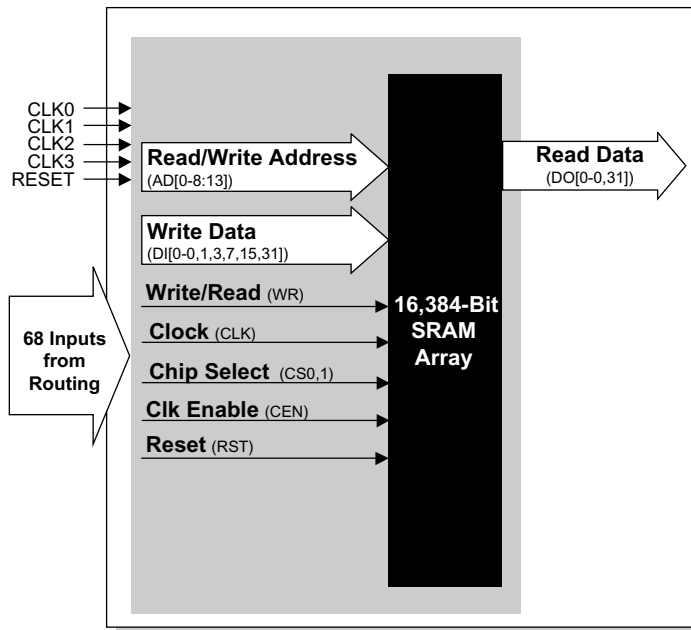 CLK0
CLK1
CLK2
CLK3
RESET
Read/Write Address
(AD[0-8:13])
Read Data
(DO[0-0,31])
Write Data
(DI[0-0,1,3,7,15,31])
Write/Read (WR)
Clock (CLK)
Chip Select (CS0,1)
Clk Enable (CEN)
Reset (RST)
16,384-Bit
SRAM
Array
68 Inputs
from
Routing